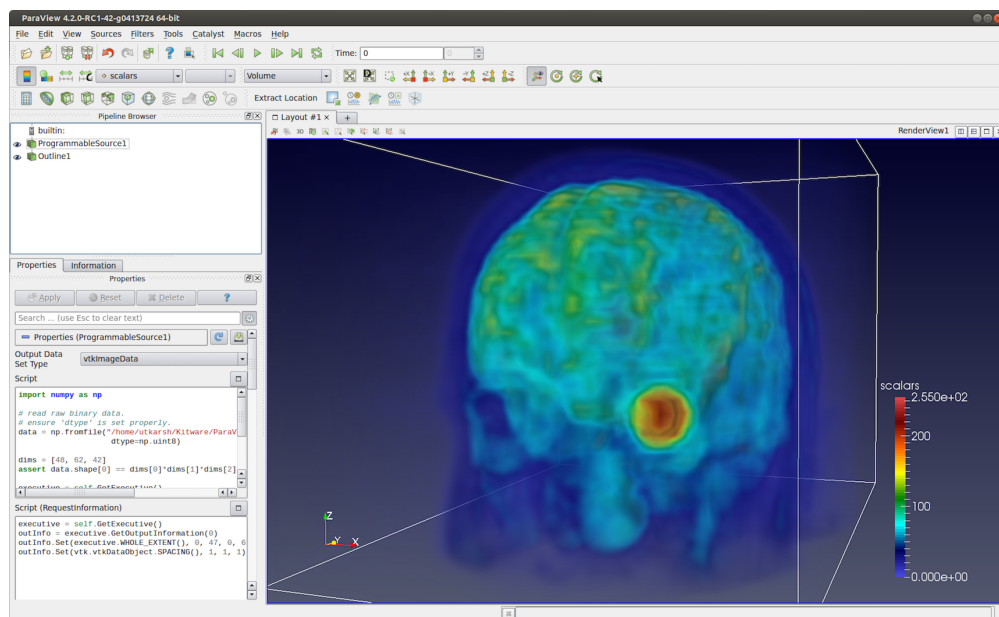 ParaView 4.2.0-RC1-42-g0413724 64-bit
File Edit View Sources Filters Tools Catalyst Macros Help
Time: 0 0
scalars Volume
Extract Location
Pipeline Browser
builtin:
ProgrammableSource1
Outline1
Layout #1 × +
3D
RenderView1
Properties Information
Properties
Apply Reset Delete ?
Search ... (use Esc to clear text)
Properties (ProgrammableSource1)
Output Data
Set Type
vtkImageData
Script
import numpy as np
# read raw binary data.
# ensure 'dtype' is set properly.
data = np.fromfile("/home/utkarsh/Kitware/ParaV
dtype=np.uint8)
dims = [48, 62, 42]
assert data.shape[0] == dims[0]*dims[1]*dims[2]
executive = self.GetExecutive()
Script (RequestInformation)
executive = self.GetExecutive()
outInfo = executive.GetOutputInformation(0)
outInfo.Set(executive.WHOLE_EXTENT(), 0, 47, 0, 6
outInfo.Set(vtk.vtkDataObject.SPACING(), 1, 1, 1)
scalars
2.550e+02
200
100
0.000e+00
Z
Y
X